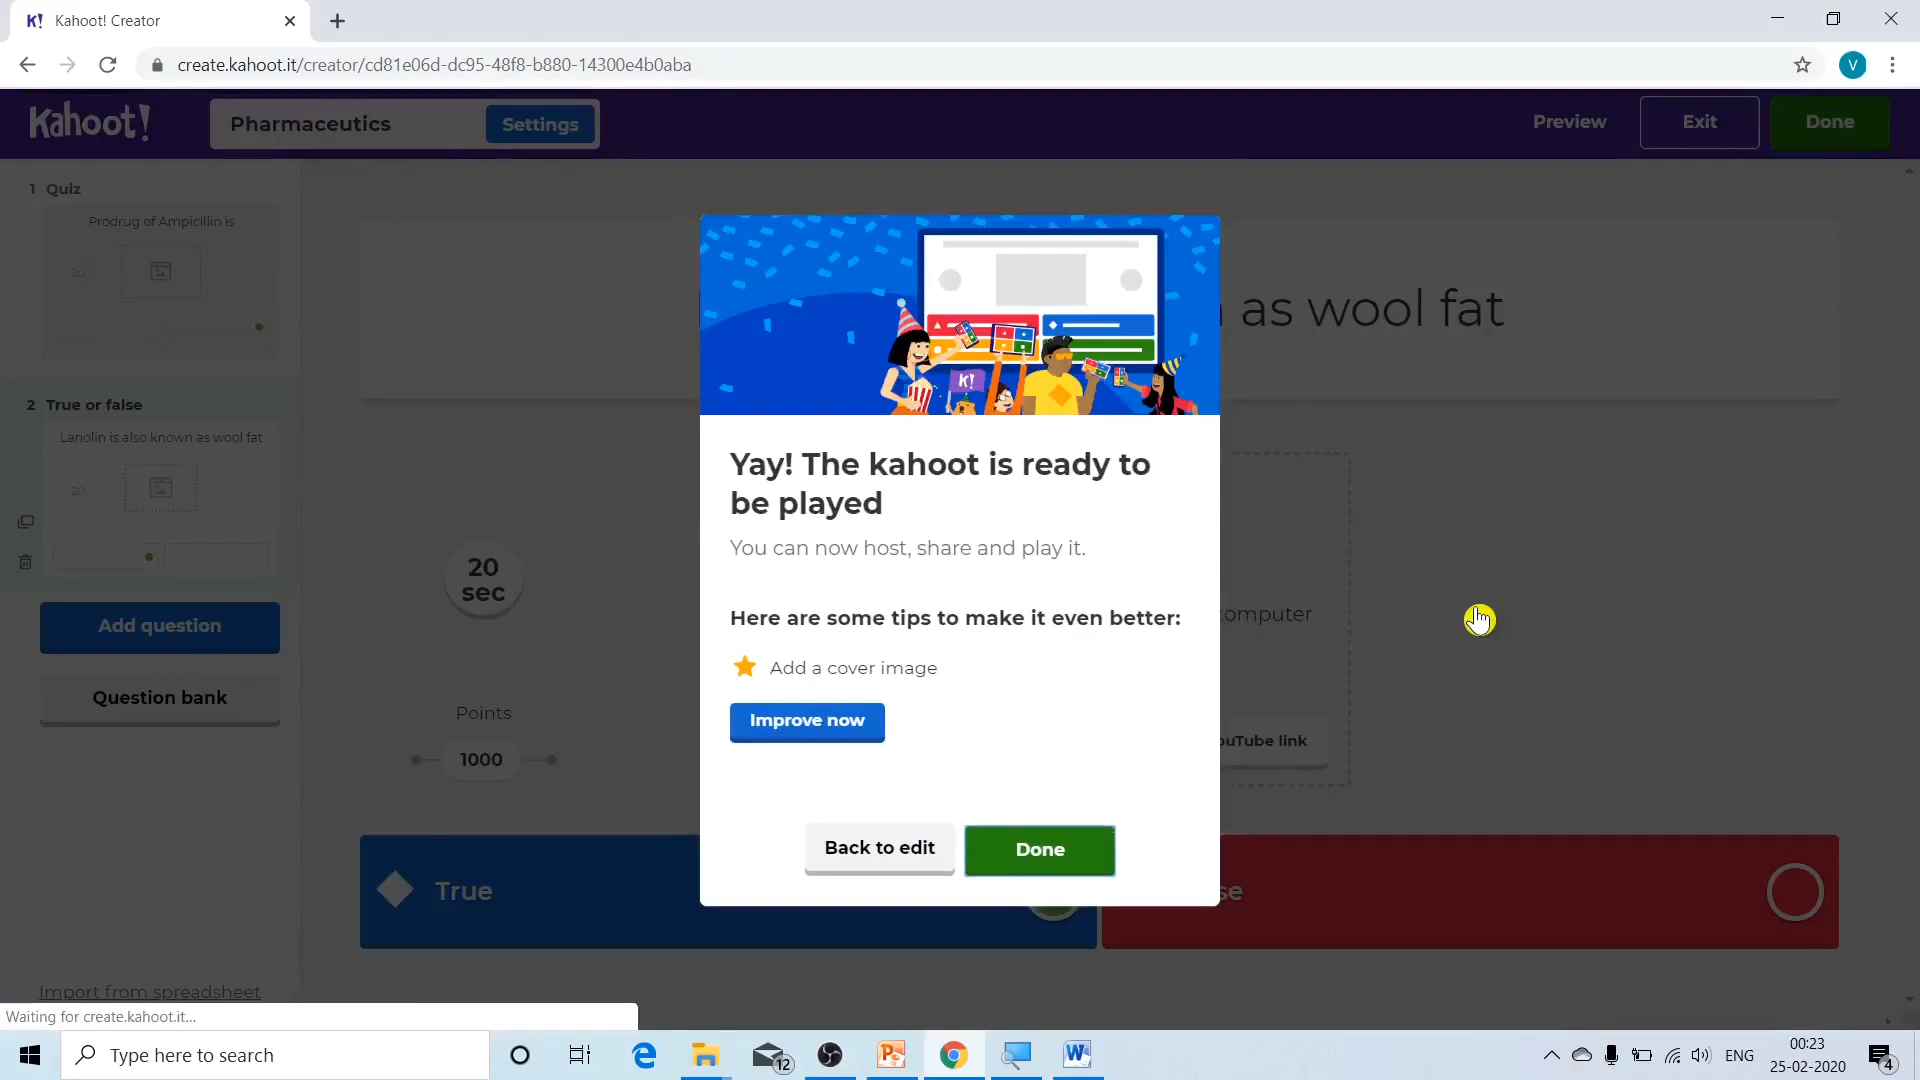 K! Kahoot! Creator
create.kahoot.it/creator/cd81e06d-dc95-48f8-b880-14300e4b0aba
V
Kahoot!
Pharmaceutics
Settings
Preview
Exit
Done
1 Quiz
Prodrug of Ampicillin is
20
2 True or false
Lanolin is also known as wool fat
20
Add question
Question bank
Import from spreadsheet
as wool fat
20
sec
Points
1000
computer
YouTube link
True
se
K!
Yay! The kahoot is ready to
be played
You can now host, share and play it.
Here are some tips to make it even better:
Add a cover image
Improve now
Back to edit
Done
Waiting for create.kahoot.it...
Type here to search
12
ENG
00:23
25-02-2020
4